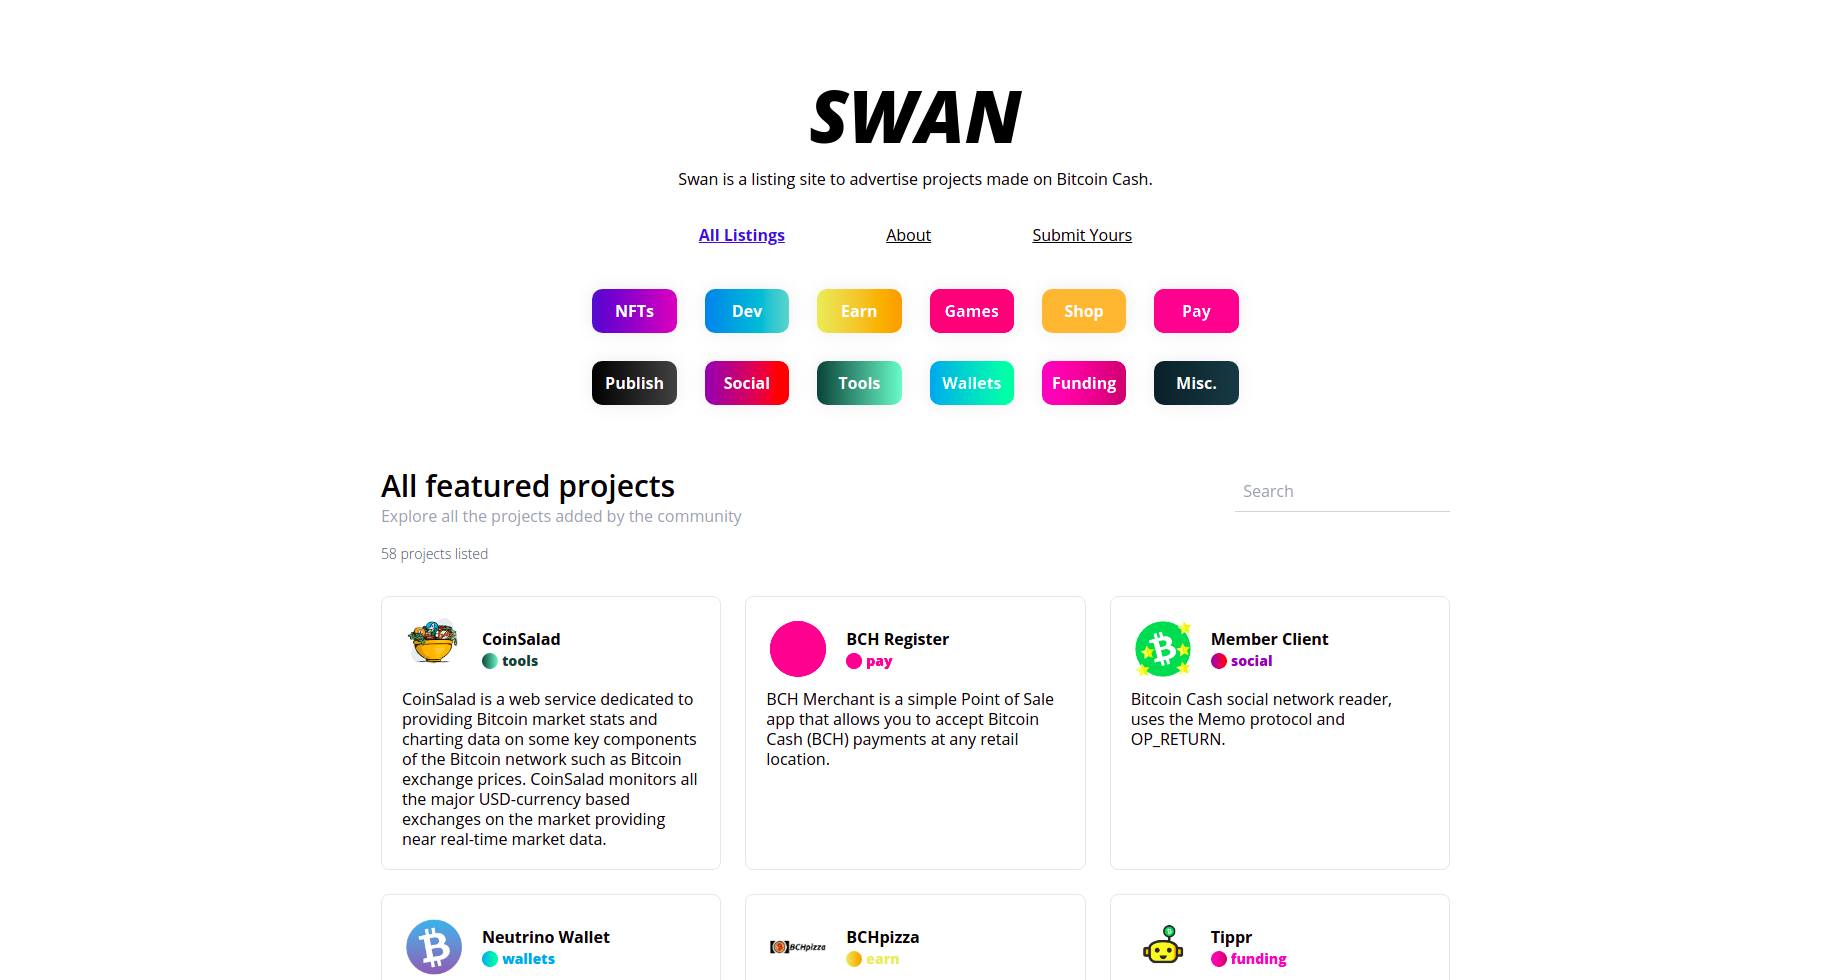 SWAN
Swan is a listing site to advertise projects made on Bitcoin Cash.
All Listings About Submit Yours
NFTs Dev Earn Games Shop Pay
Publish Social Tools Wallets Funding Misc.
All featured projects
Search
Explore all the projects added by the community
58 projects listed
CoinSalad
tools
CoinSalad is a web service dedicated to
providing Bitcoin market stats and
charting data on some key components
of the Bitcoin network such as Bitcoin
exchange prices. CoinSalad monitors all
the major USD-currency based
exchanges on the market providing
near real-time market data.
BCH Register
pay
BCH Merchant is a simple Point of Sale
app that allows you to accept Bitcoin
Cash (BCH) payments at any retail
location.
Member Client
social
Bitcoin Cash social network reader,
uses the Memo protocol and
OP_RETURN.
Neutrino Wallet
wallets
BCHpizza
BCHpizza
earn
Tippr
funding